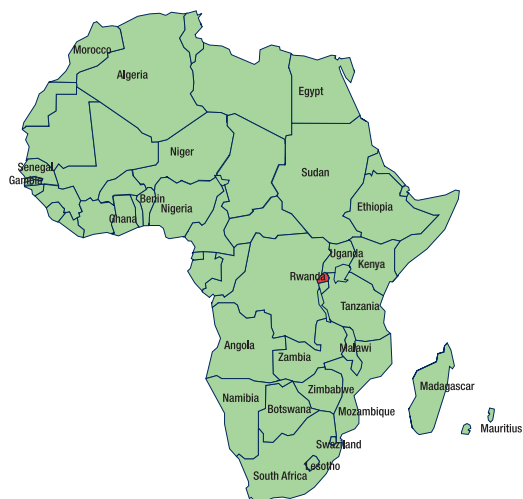 Morocco
Algeria
Egypt
Niger
Senegal
Sudan
Gambia
Benin
Ethiopia
Nigeria
Ghana
Uganda
Kenya
Rwanda
Tanzania
Angola
Malawi
Zambia
Madagascar
Zimbabwe
Namibia
Botswana
Mozambique
Mauritius
Swaziland
Lesotho
South Africa